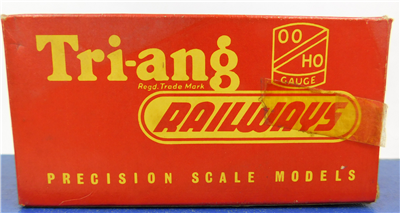 Tri-ang
Regd. Trade Mark
OO
HO
GAUGE
RAILWAYS
PRECISION SCALE MODELS